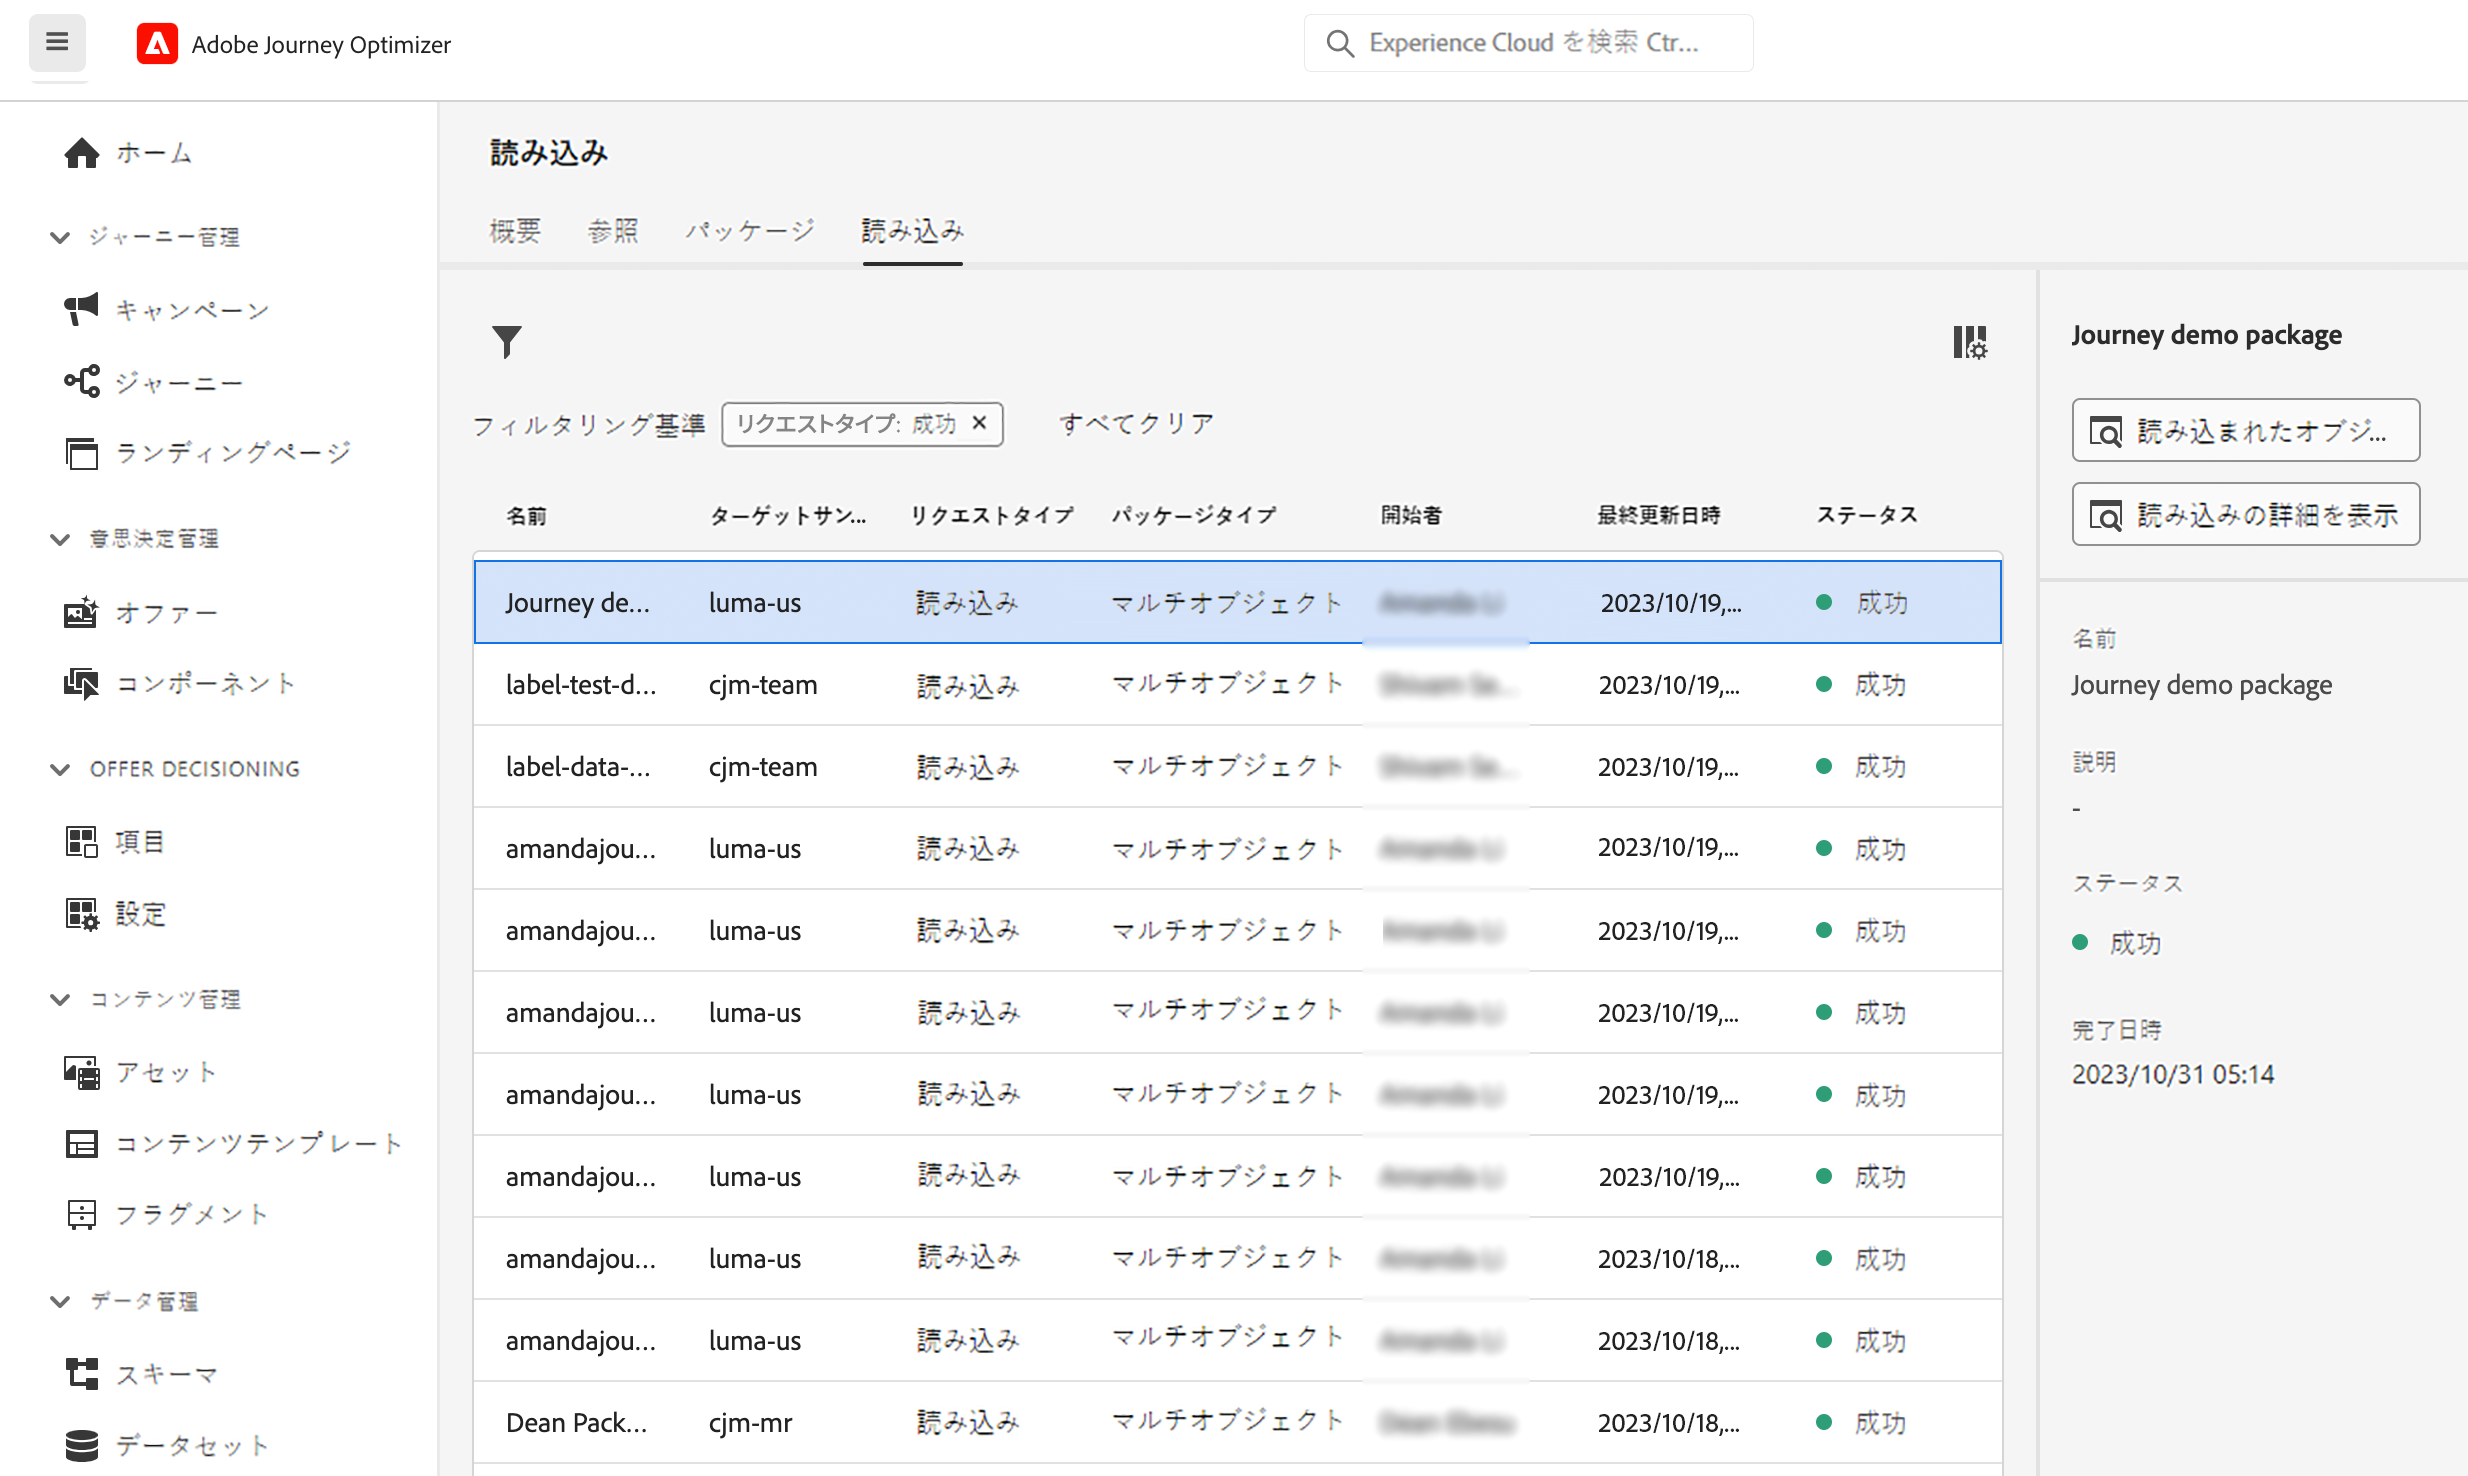 Adobe Journey Optimizer
Experience Cloud を検索 Ctr...
ホーム
ジャーニー管理
キャンペーン
ジャーニー
ランディングページ
意思決定管理
オファー
コンポーネント
OFFER DECISIONING
項目
設定
コンテンツ管理
アセット
コンテンツテンプレート
フラグメント
データ管理
スキーマ
データセット
読み込み
概要 参照 パッケージ 読み込み
フィルタリング基準 リクエストタイプ: 成功 × すべてクリア
名前 ターゲットサン... リクエストタイプ パッケージタイプ 開始者 最終更新日時 ステータス
Journey de... luma-us 読み込み マルチオブジェクト 2023/10/19,... 成功
label-test-d... cjm-team 読み込み マルチオブジェクト 2023/10/19,... 成功
label-data-... cjm-team 読み込み マルチオブジェクト 2023/10/19,... 成功
amandajou... luma-us 読み込み マルチオブジェクト 2023/10/19,... 成功
amandajou... luma-us 読み込み マルチオブジェクト 2023/10/19,... 成功
amandajou... luma-us 読み込み マルチオブジェクト 2023/10/19,... 成功
amandajou... luma-us 読み込み マルチオブジェクト 2023/10/19,... 成功
amandajou... luma-us 読み込み マルチオブジェクト 2023/10/19,... 成功
amandajou... luma-us 読み込み マルチオブジェクト 2023/10/18,... 成功
amandajou... luma-us 読み込み マルチオブジェクト 2023/10/18,... 成功
Dean Pack... cjm-mr 読み込み マルチオブジェクト 2023/10/18,... 成功
Journey demo package
読み込まれたオブジ...
読み込みの詳細を表示
名前
Journey demo package
説明
-
ステータス
成功
完了日時
2023/10/31 05:14